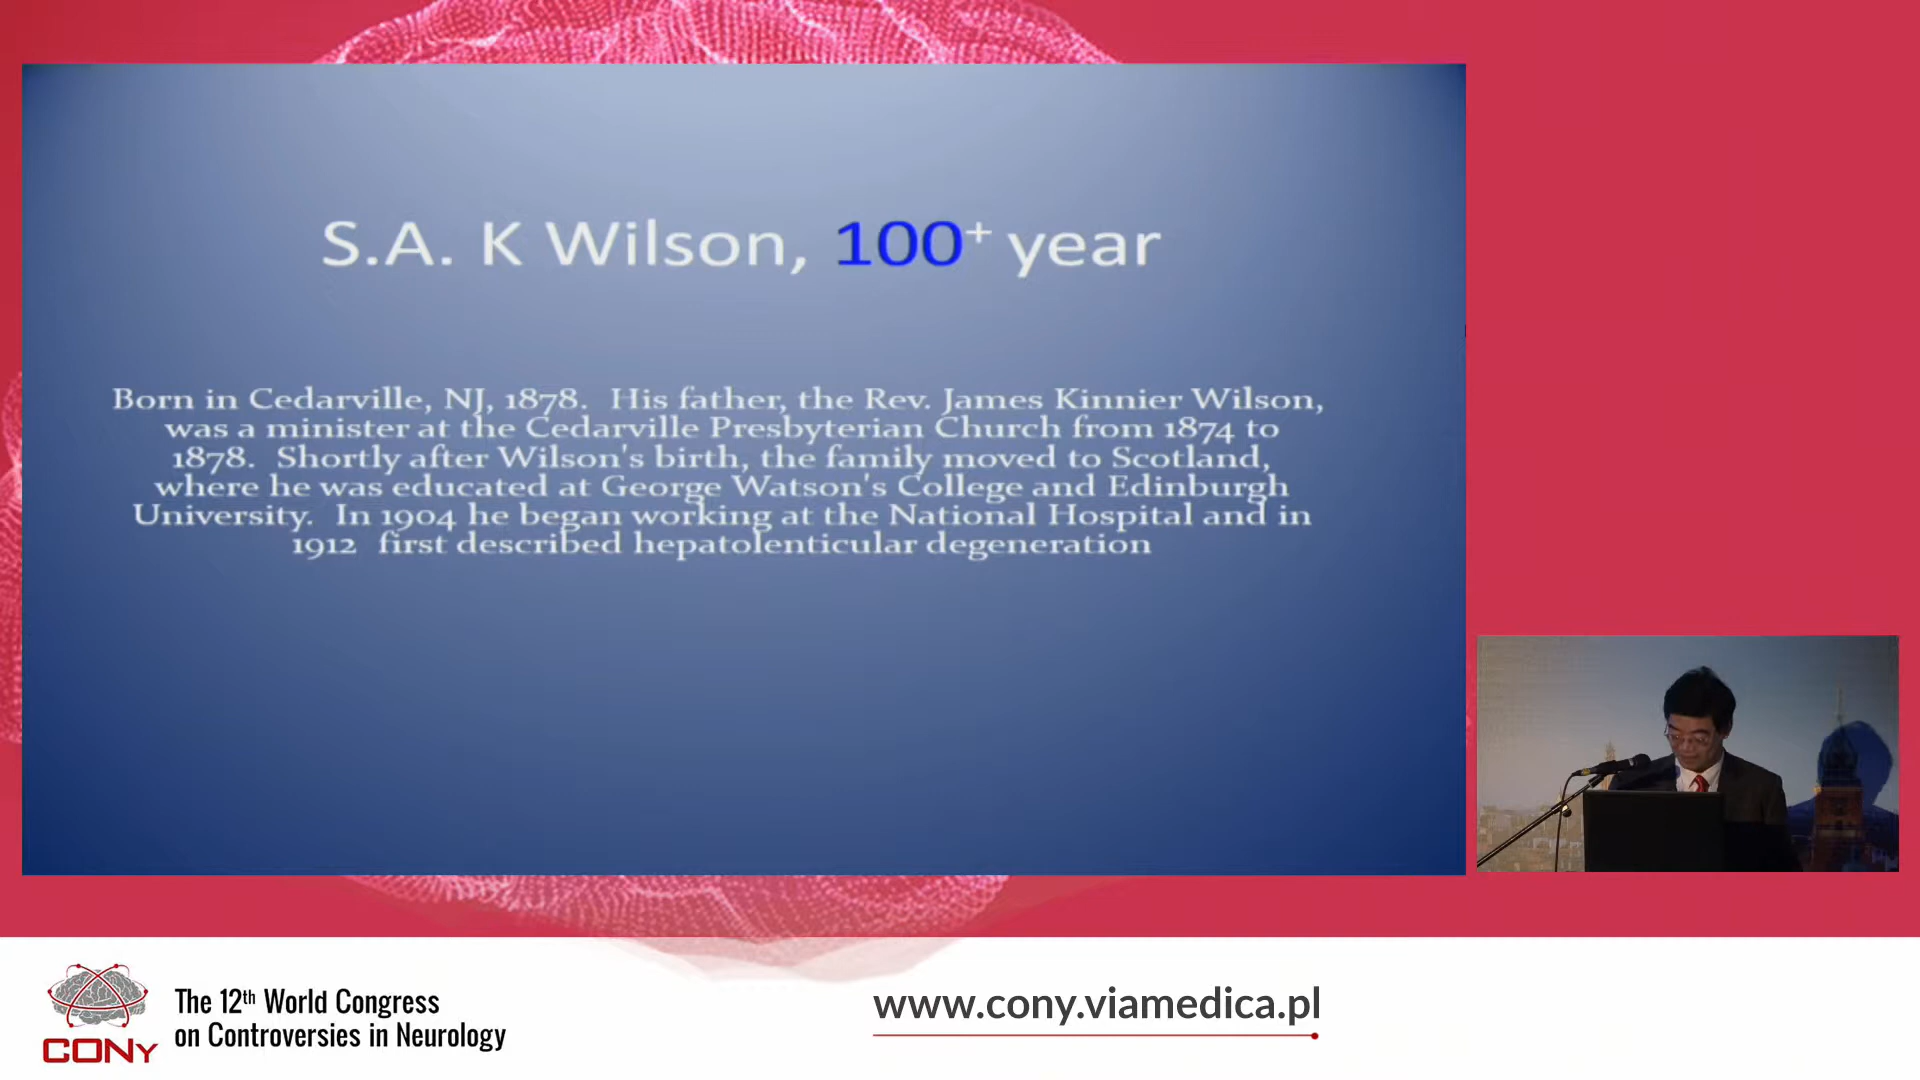 S.A. K Wilson, 100+ year
Born in Cedarville, NJ, 1878.  His father, the Rev. James Kinnier Wilson,
was a minister at the Cedarville Presbyterian Church from 1874 to
1878.  Shortly after Wilson's birth, the family moved to Scotland,
where he was educated at George Watson's College and Edinburgh
University.  In 1904 he began working at the National Hospital and in
1912  first described hepatolenticular degeneration
The 12th World Congress
on Controversies in Neurology
CONy
www.cony.viamedica.pl